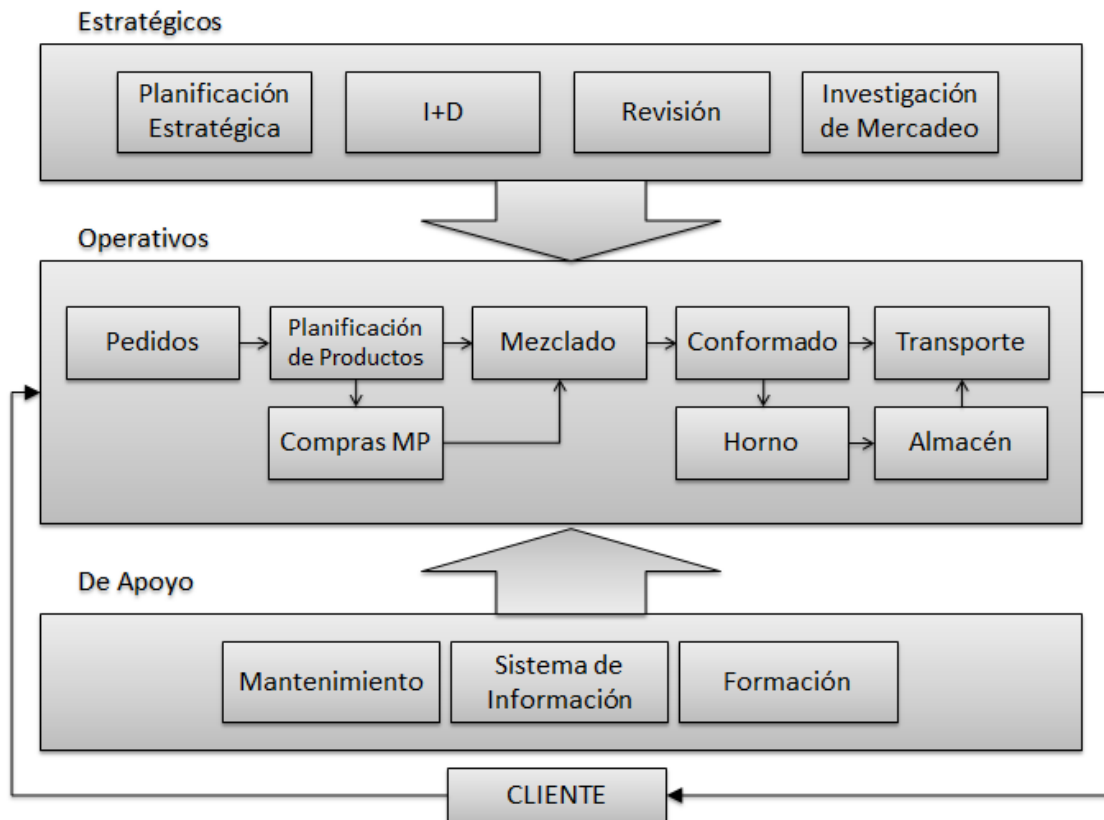 Estratégicos
Planificación
Estratégica
I+D
Revisión
Investigación
de Mercadeo
Operativos
Pedidos
Planificación
de Productos
Mezclado
Conformado
Transporte
Compras MP
Horno
Almacén
De Apoyo
Mantenimiento
Sistema de
Información
Formación
CLIENTE